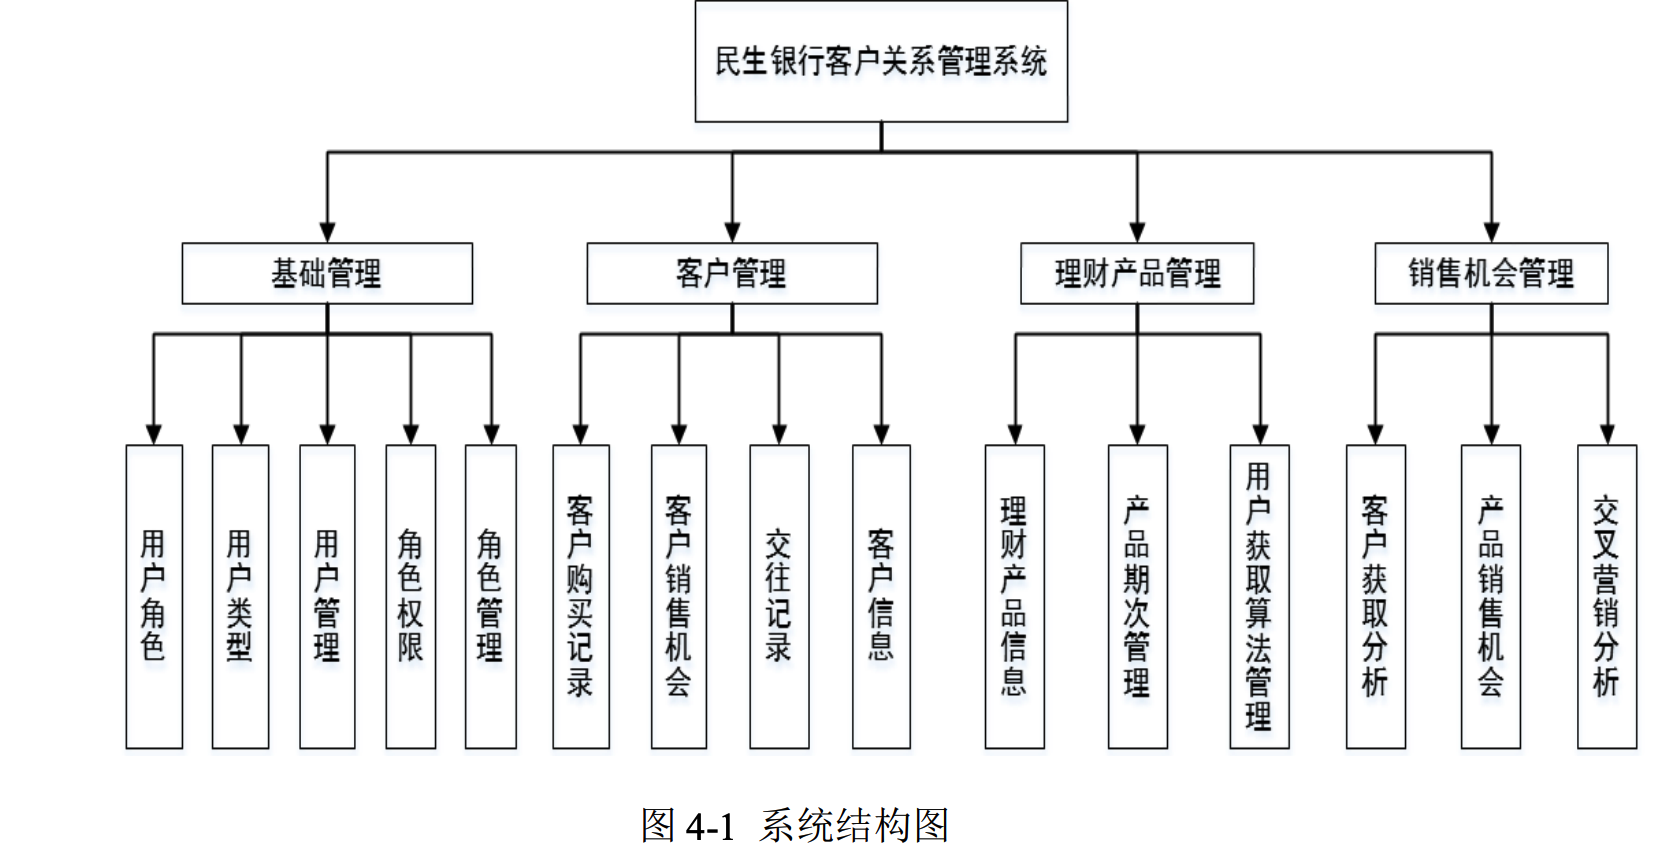 民生银行客户关系管理系统
基础管理
客户管理
理财产品管理
销售机会管理
用户角色
用户类型
用户管理
角色权限
角色管理
客户购买记录
客户销售机会
交往记录
客户信息
理财产品信息
产品期次管理
用户获取算法管理
客户获取分析
产品销售机会
交叉营销分析
图 4-1 系统结构图